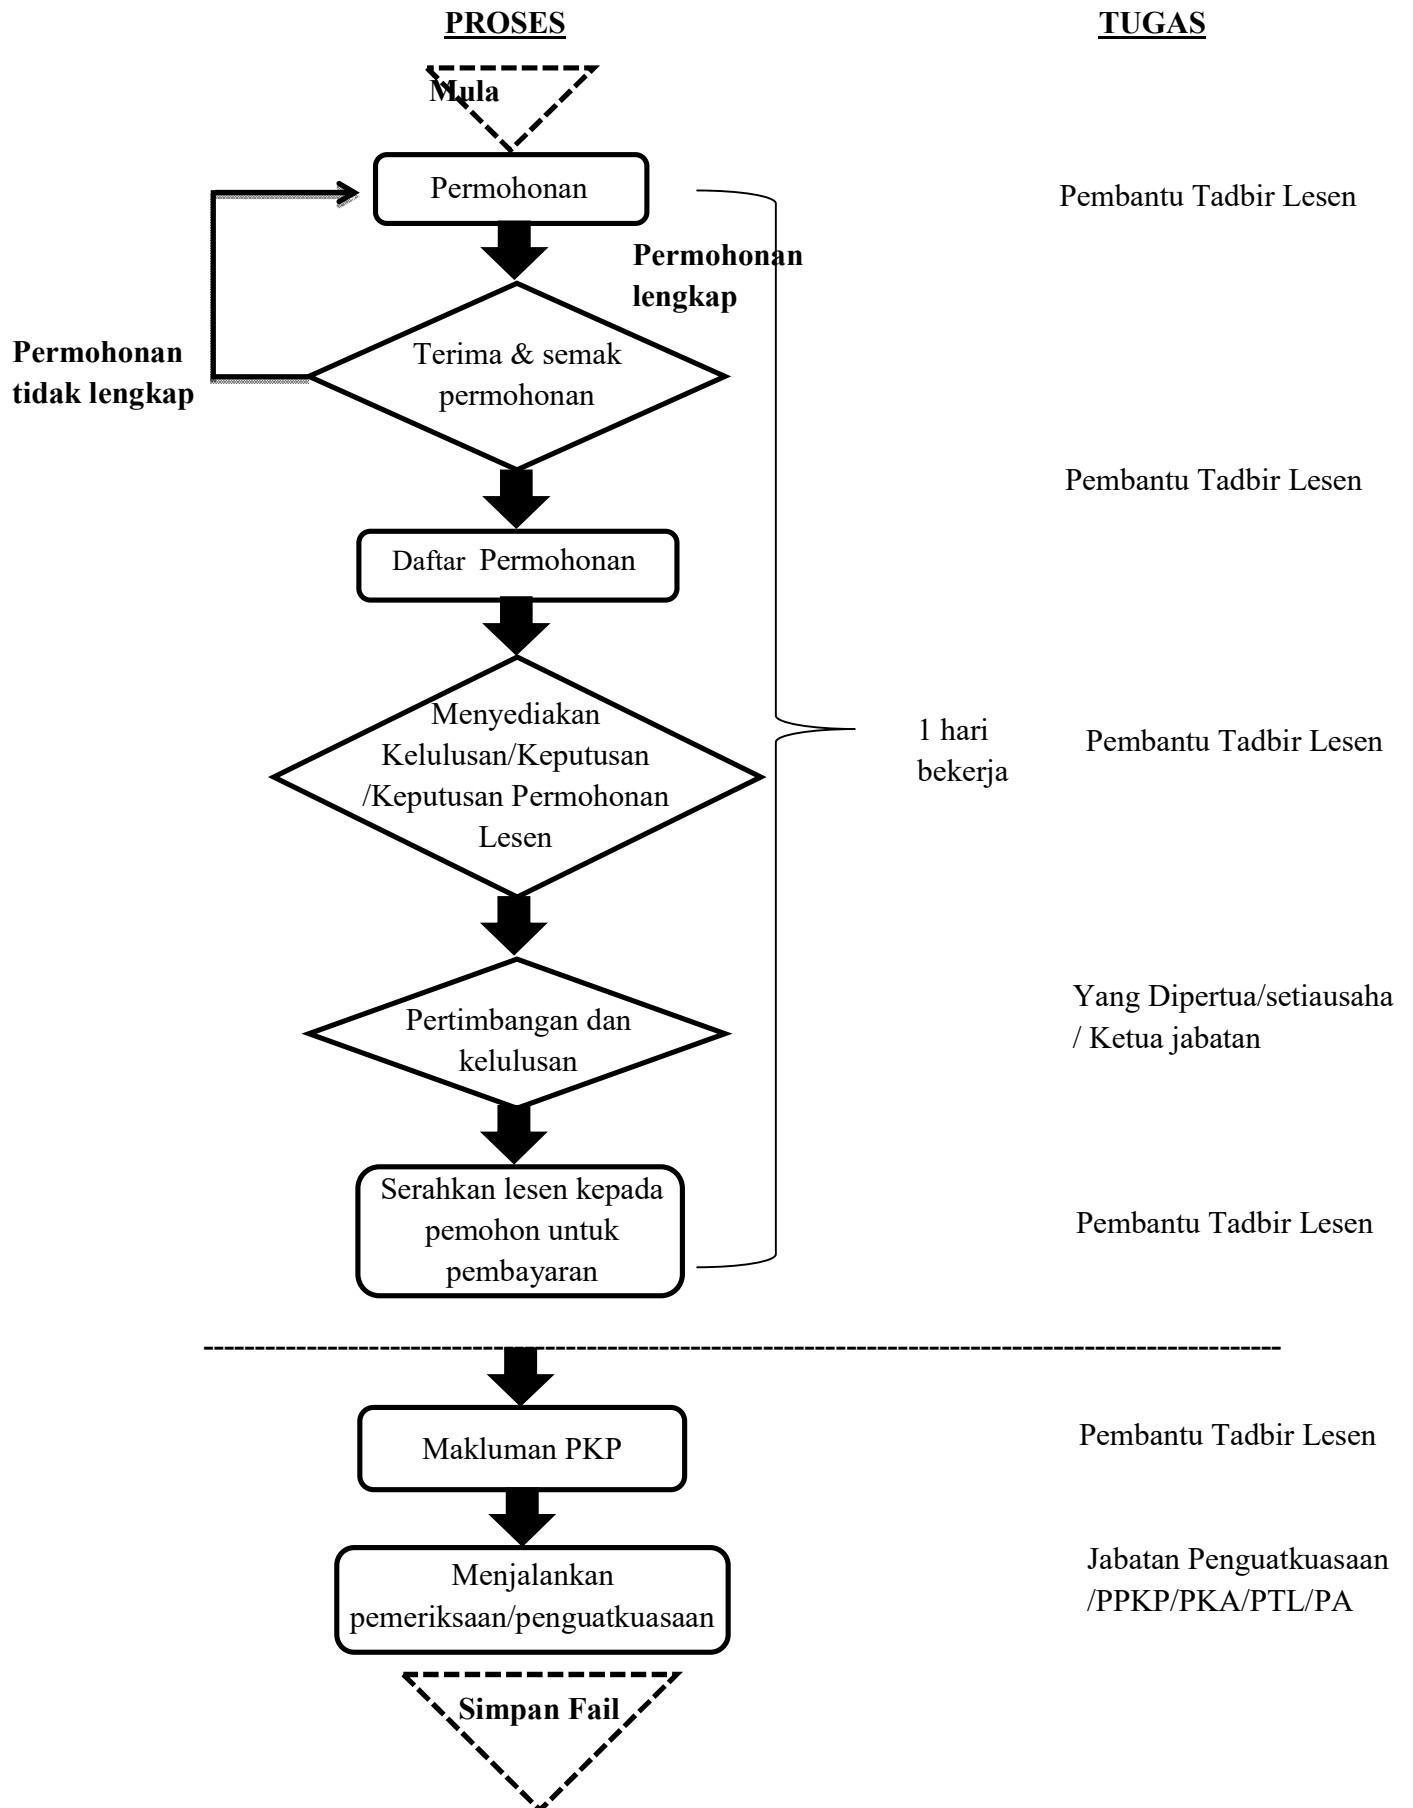 PROSES
TUGAS
Mula
Permohonan
Pembantu Tadbir Lesen
Permohonan
lengkap
Permohonan
tidak lengkap
Terima & semak
permohonan
Pembantu Tadbir Lesen
Daftar  Permohonan
Menyediakan
Kelulusan/Keputusan
/Keputusan Permohonan
Lesen
1 hari
bekerja
Pembantu Tadbir Lesen
Pertimbangan dan
kelulusan
Yang Dipertua/setiausaha
/ Ketua jabatan
Serahkan lesen kepada
pemohon untuk
pembayaran
Pembantu Tadbir Lesen
Makluman PKP
Pembantu Tadbir Lesen
Menjalankan
pemeriksaan/penguatkuasaan
Jabatan Penguatkuasaan
/PPKP/PKA/PTL/PA
Simpan Fail